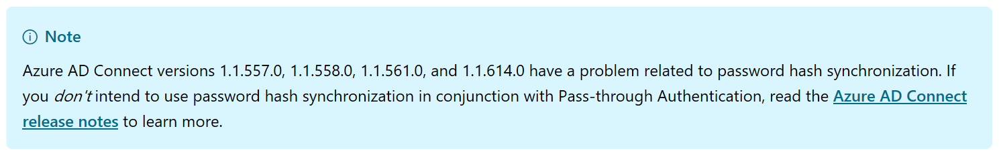 Note
Azure AD Connect versions 1.1.557.0, 1.1.558.0, 1.1.561.0, and 1.1.614.0 have a problem related to password hash synchronization. If
you don't intend to use password hash synchronization in conjunction with Pass-through Authentication, read the Azure AD Connect
release notes to learn more.